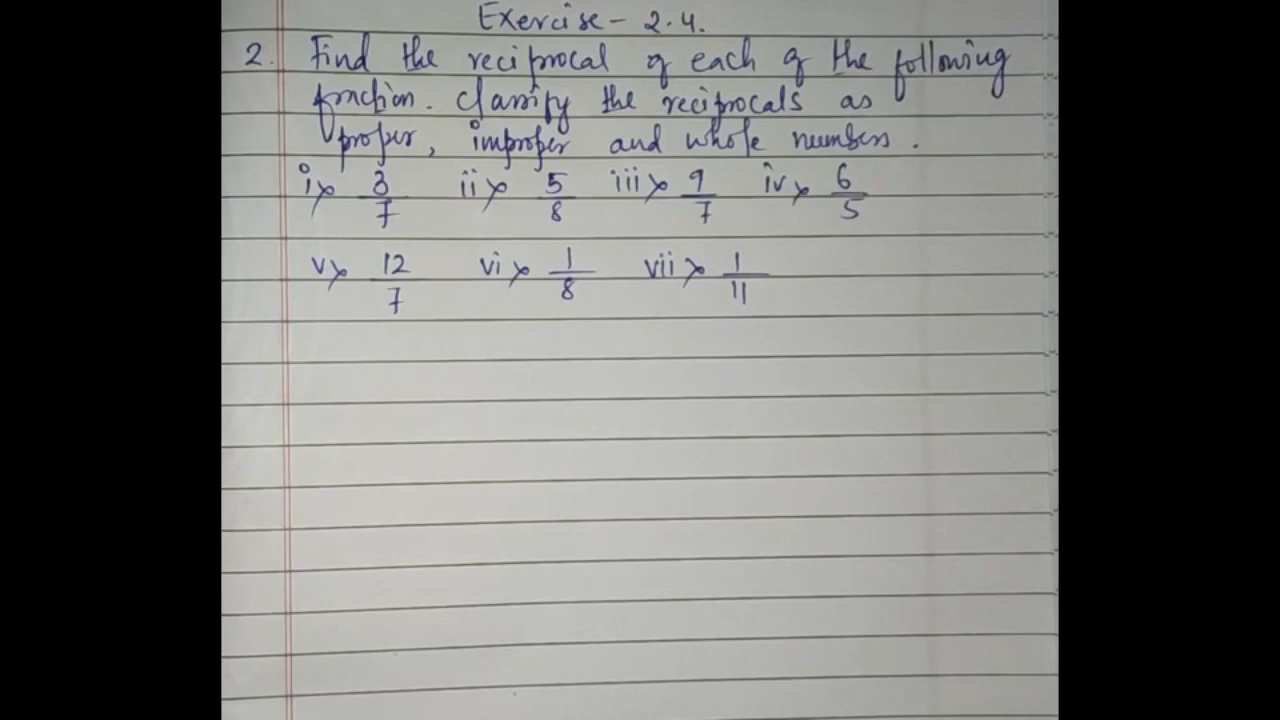 Exercise - 2.4.
2. Find the reciprocal of each of the following
fraction. Classify the reciprocals as
proper, improper and whole numbers.
i> 3/7 ii> 5/8 iii> 9/7 iv> 6/5
v> 12/7 vi> 1/8 vii> 1/11